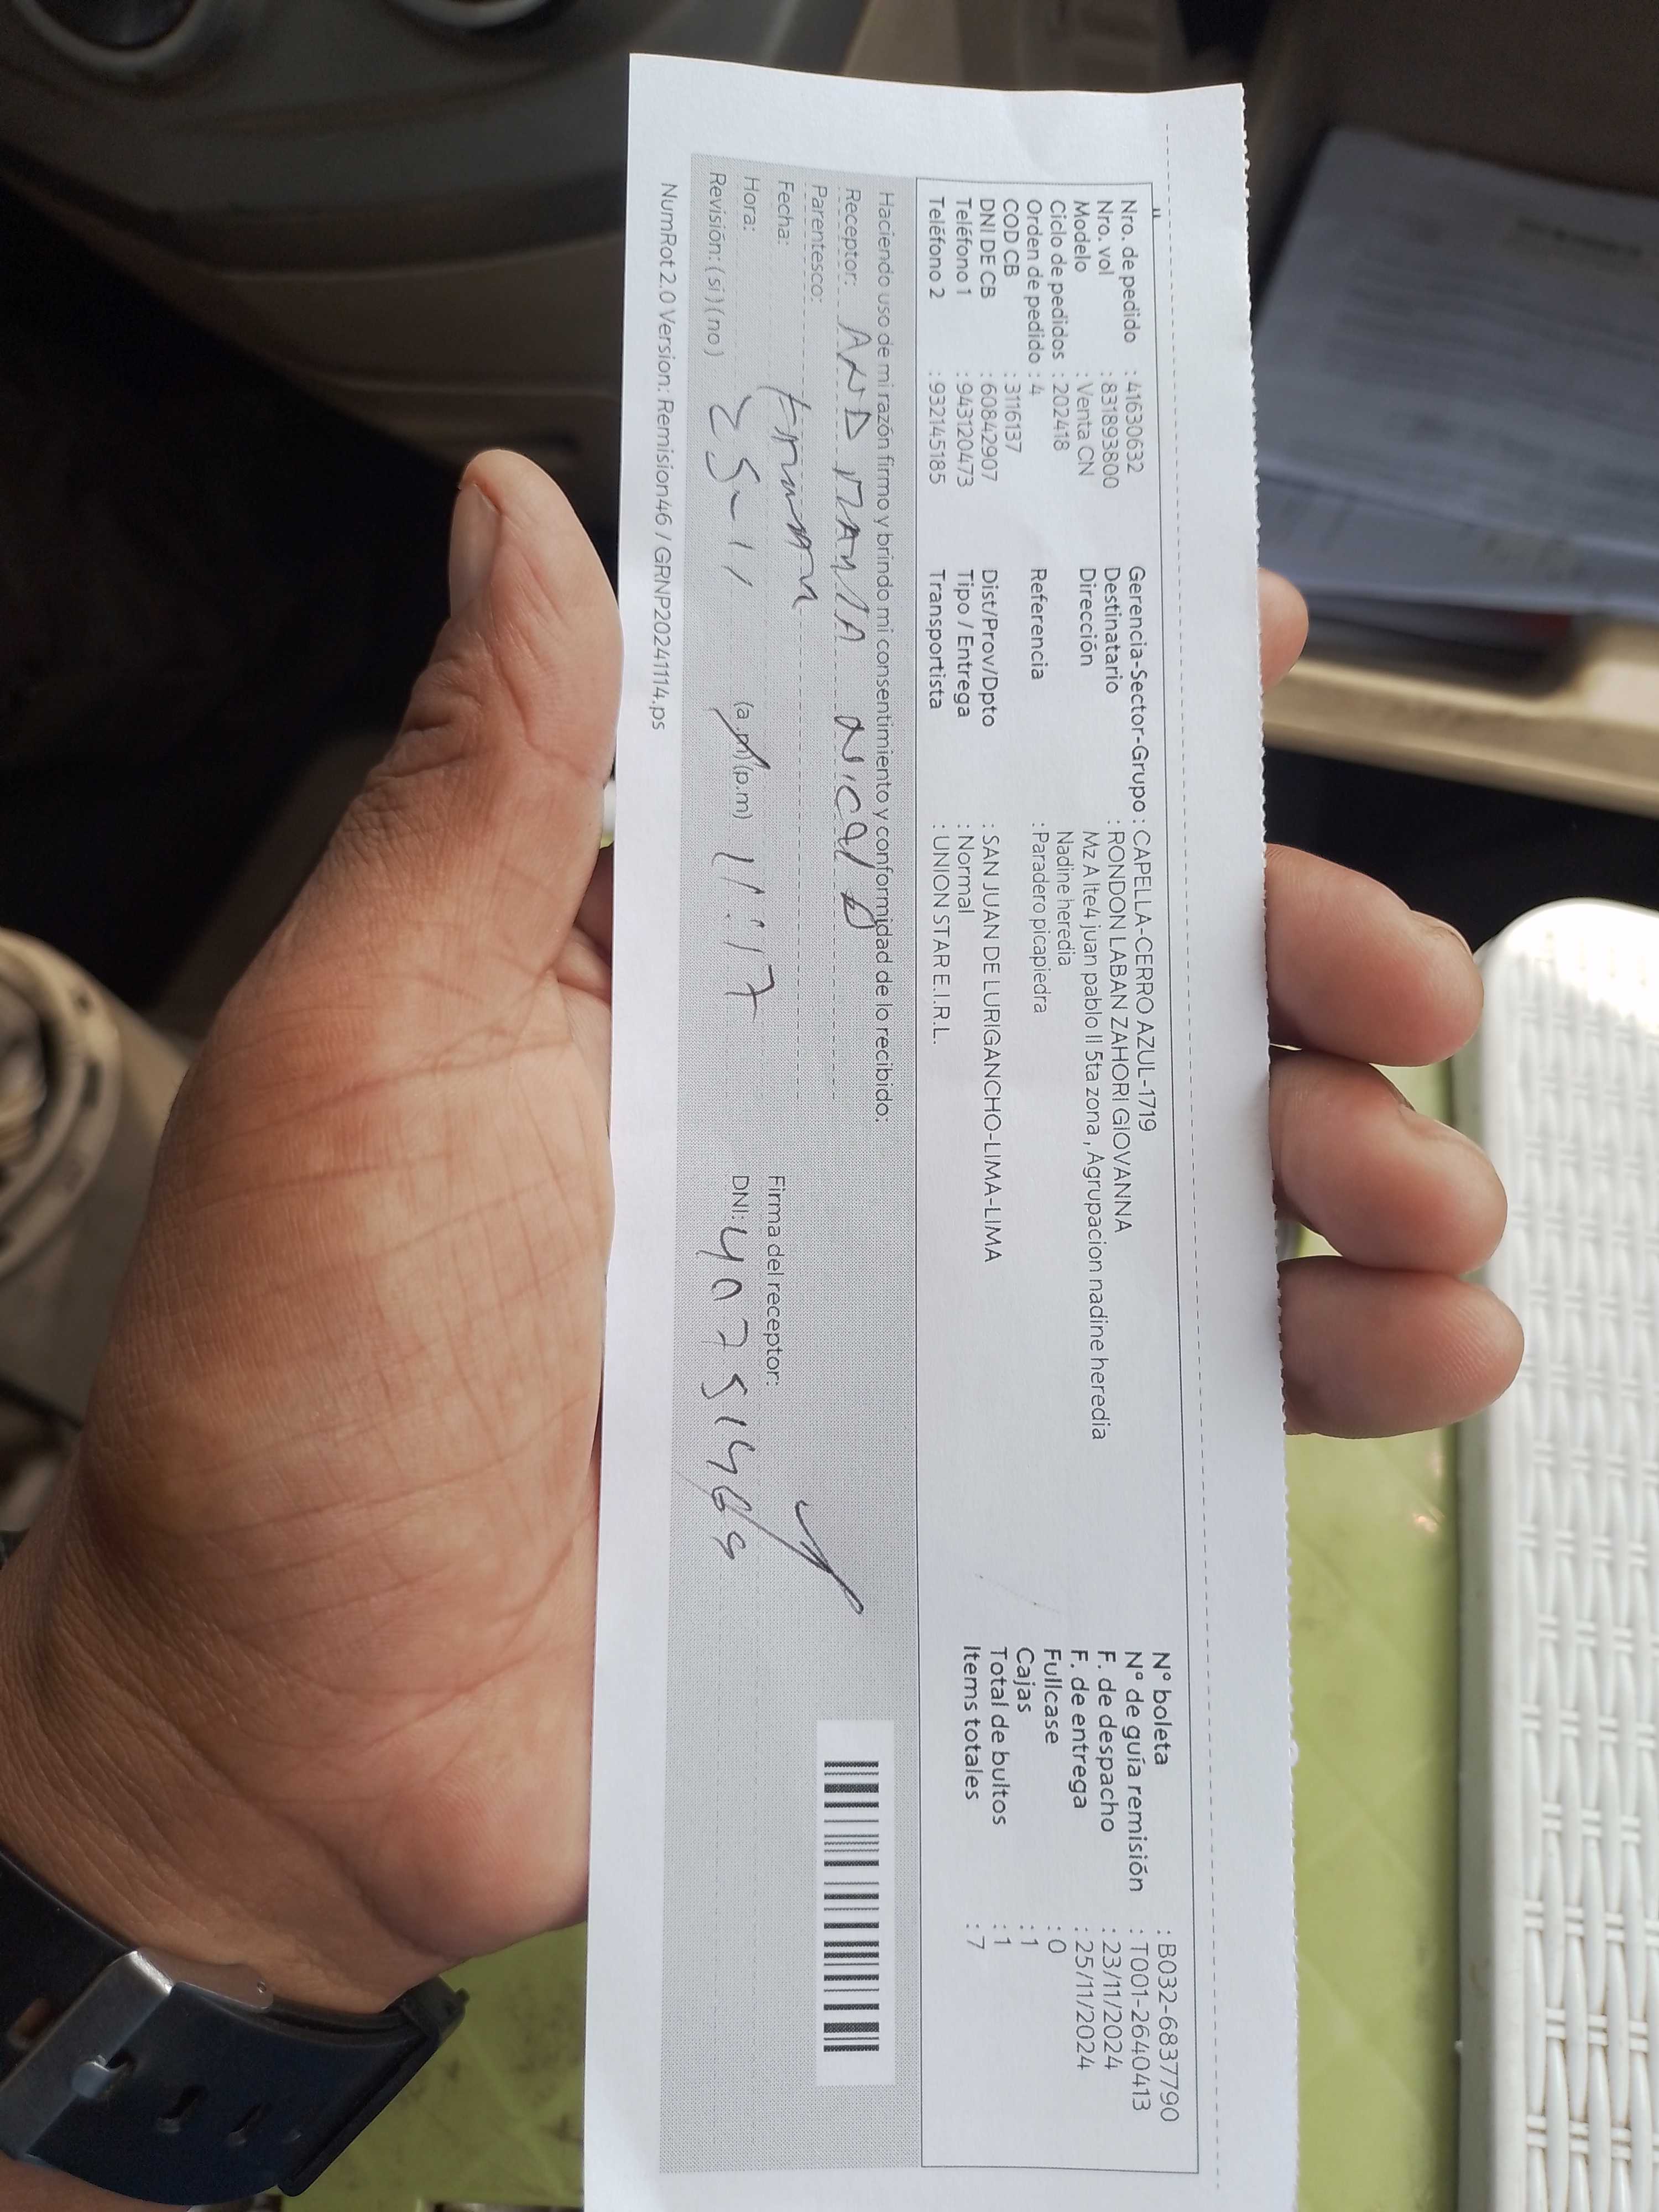 Nro. de pedido : 41630632
Nro. vol : 831893800
Modelo : Venta CN
Ciclo de pedidos : 202418
Orden de pedido : 4
COD CB : 3116137
DNI DE CB : 60842907
Teléfono 1 : 943120473
Teléfono 2 : 932145185
Gerencia-Sector-Grupo : CAPELLA-CERRO AZUL-1719
Destinatario : RONDON LABAN ZAHORI GIOVANNA
Dirección Mz A lte4 juan pablo II 5ta zona , Agrupacion nadine heredia
Nadine heredia
Referencia : Paradero picapiedra
Dist/Prov/Dpto : SAN JUAN DE LURIGANCHO-LIMA-LIMA
Tipo / Entrega : Normal
Transportista : UNION STAR E.I.R.L.
N° boleta : B032-6837790
N° de guía remisión : T001-2640413
F. de despacho : 23/11/2024
F. de entrega : 25/11/2024
Fullcase : 0
Cajas : 1
Total de bultos : 1
Items totales : 7
Haciendo uso de mi razón firmo y brindo mi consentimiento y conformidad de lo recibido:
Receptor:
Parentesco:
Fecha: 25-11
Hora: (a.m)(p.m) 11:17
Revisión: ( si ) ( no )
Firma del receptor:
DNI: 40751469
NumRot 2.0 Version: Remision46 / GRNP20241114.ps